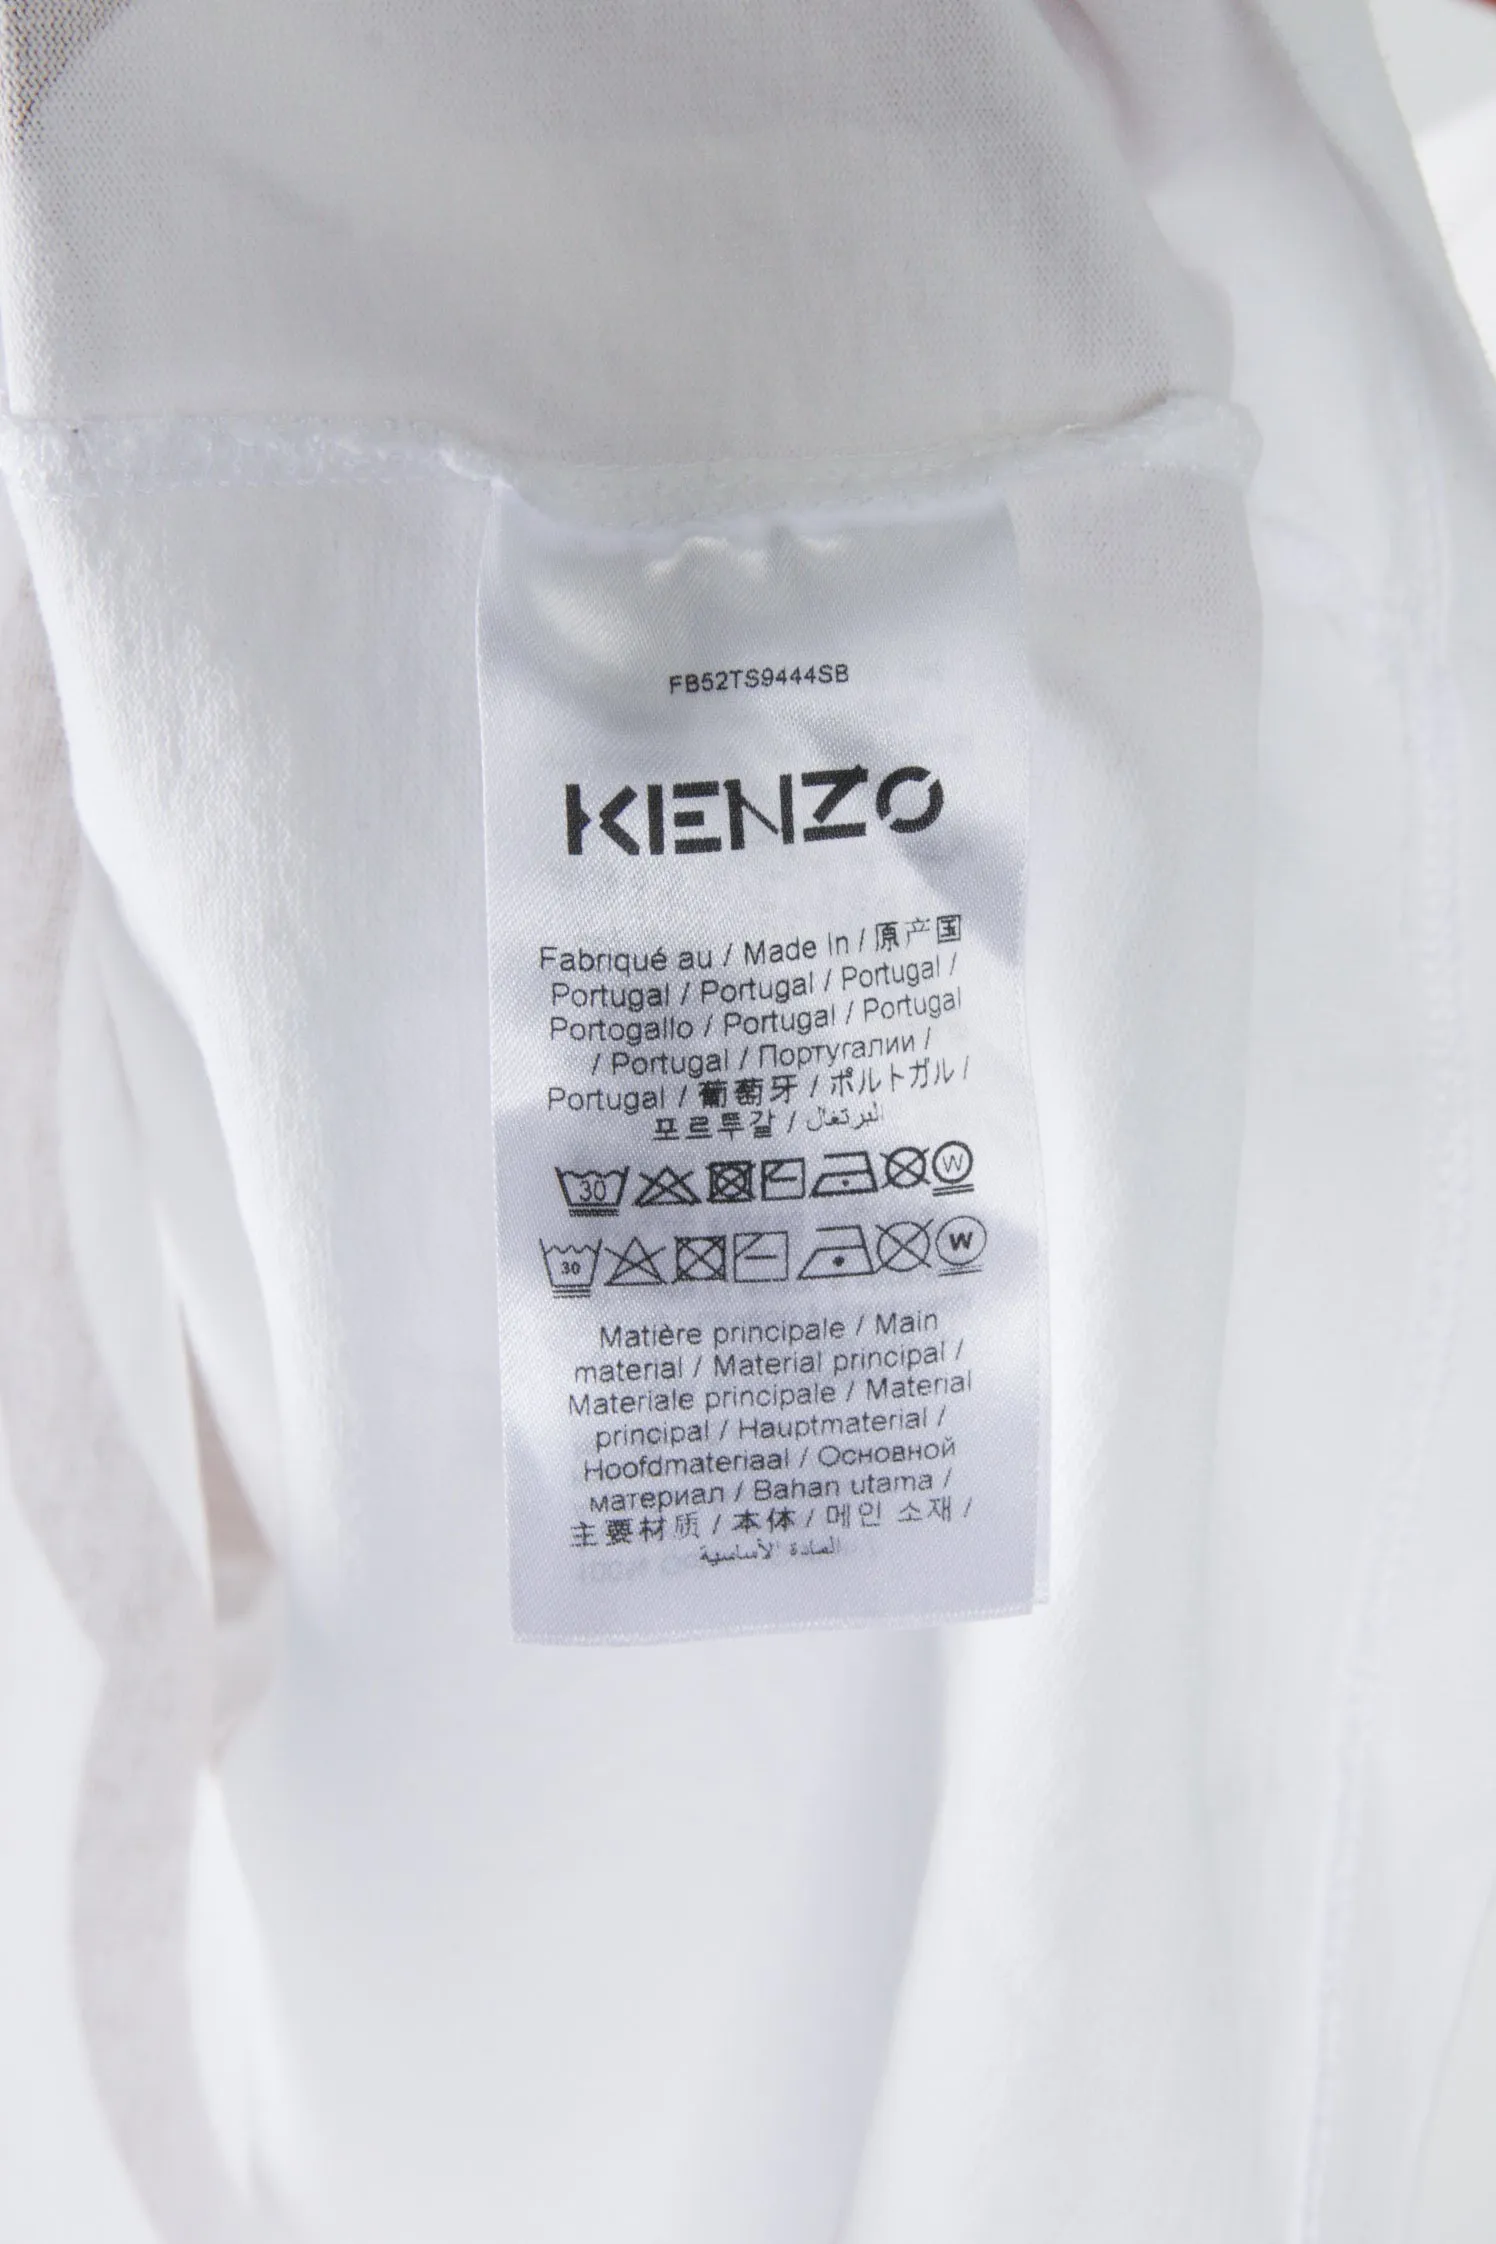 FB52TS9444SB
KENZO
Fabriqué au / Made in / 原产国
Portugal / Portugal / Portugal /
Portogallo / Portugal / Portugal
/ Portugal / Португалии /
Portugal / 葡萄牙 / ポルトガル /
포르투갈 / البرتغال
30 W
30 W
Matière principale / Main
material / Material principal /
Materiale principale / Material
principal / Hauptmaterial /
Hoofdmateriaal / Основной
материал / Bahan utama /
主要材质 / 本体 / 메인 소재 /
الأساسية